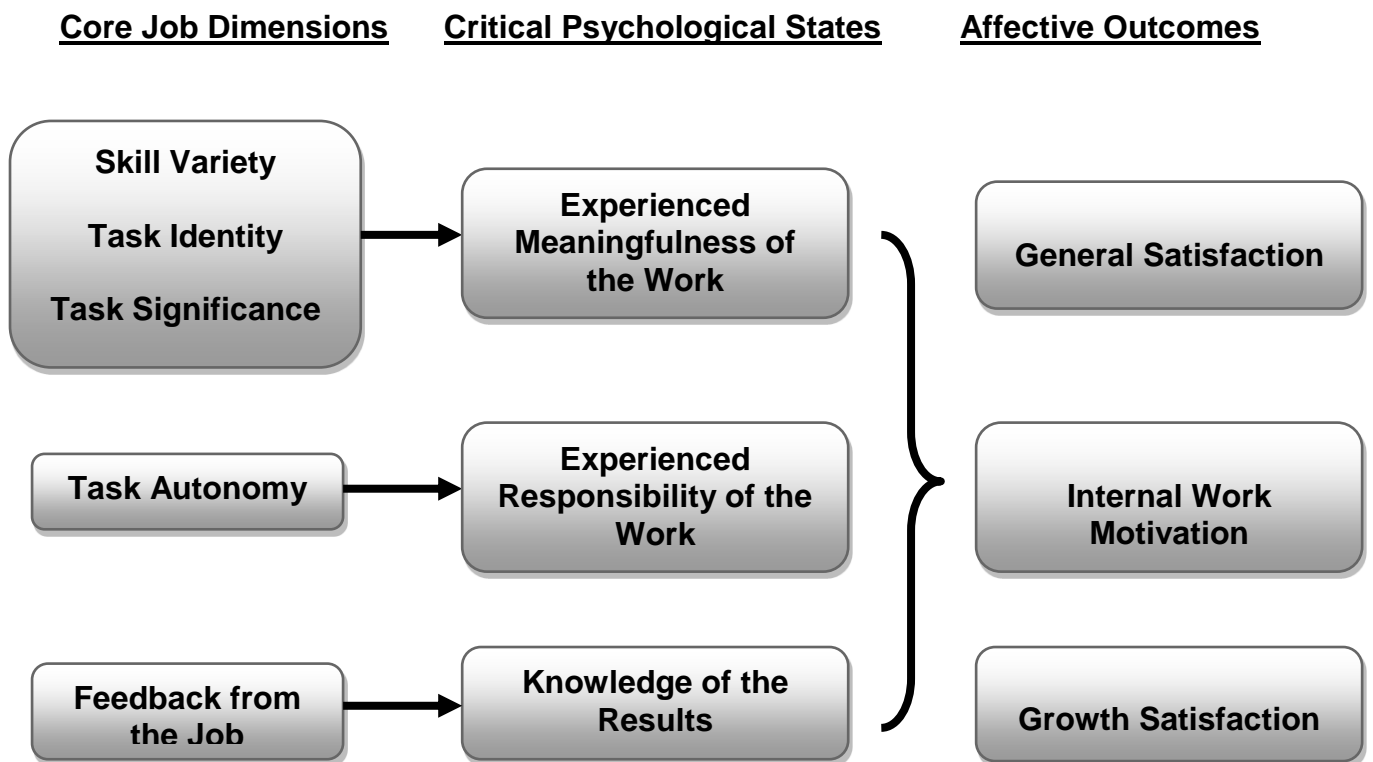 Core Job Dimensions
Critical Psychological States
Affective Outcomes
Skill Variety
Task Identity
Task Significance
Experienced
Meaningfulness of
the Work
General Satisfaction
Task Autonomy
Experienced
Responsibility of the
Work
Internal Work
Motivation
Feedback from
the Job
Knowledge of the
Results
Growth Satisfaction